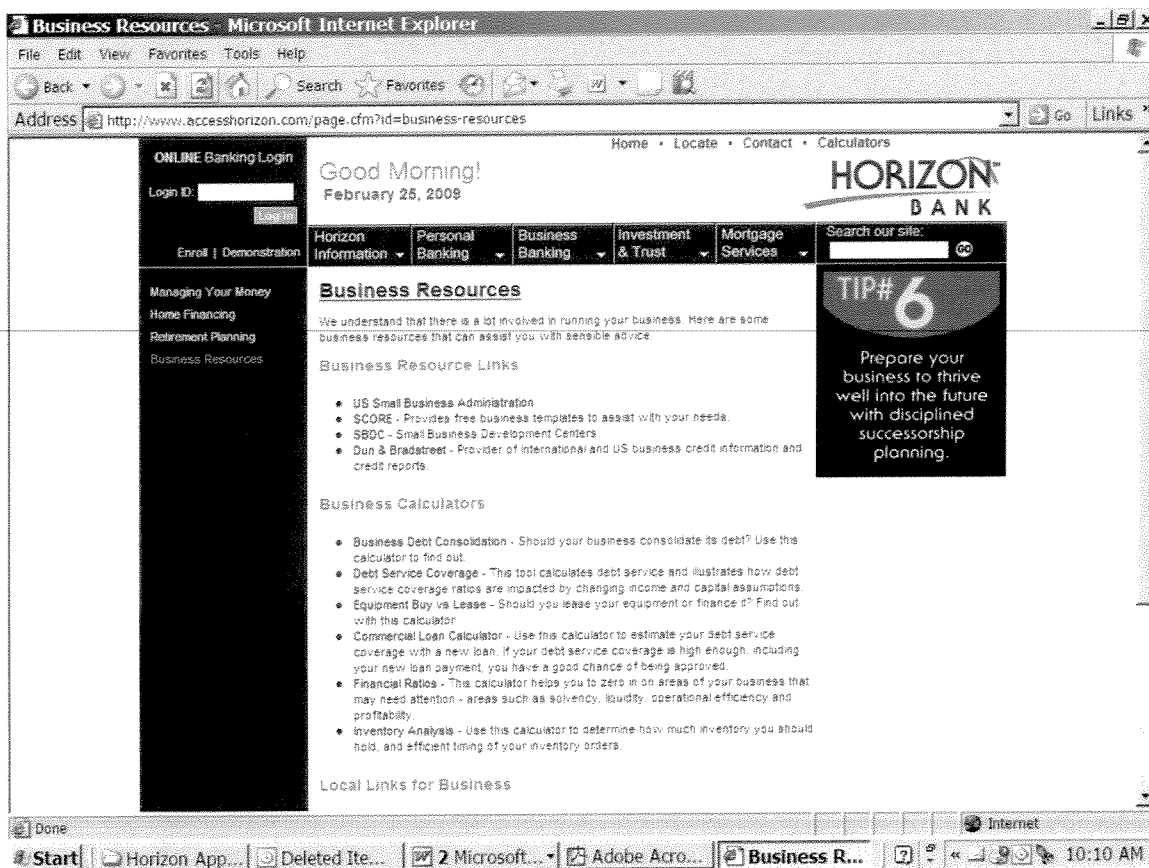 Business Resources - Microsoft Internet Explorer
File Edit View Favorites Tools Help
Back Search Favorites
Address http://www.accesshorizon.com/page.cfm?id=business-resources Go Links »
Home • Locate • Contact • Calculators
ONLINE Banking Login
Login ID:
Log In
Enroll | Demonstration
Good Morning!
February 25, 2009
HORIZON
BANK
Horizon Information
Personal Banking
Business Banking
Investment & Trust
Mortgage Services
Search our site:
GO
Managing Your Money
Home Financing
Retirement Planning
Business Resources
Business Resources
We understand that there is a lot involved in running your business. Here are some
business resources that can assist you with sensible advice.
Business Resource Links
• US Small Business Administration
• SCORE - Provides free business templates to assist with your needs.
• SBDC - Small Business Development Centers
• Dun & Bradstreet - Provider of international and US business credit information and
credit reports.
Business Calculators
• Business Debt Consolidation - Should your business consolidate its debt? Use this
calculator to find out.
• Debt Service Coverage - This tool calculates debt service and illustrates how debt
service coverage ratios are impacted by changing income and capital assumptions.
• Equipment Buy vs Lease - Should you lease your equipment or finance it? Find out
with this calculator
• Commercial Loan Calculator - Use this calculator to estimate your debt service
coverage with a new loan. If your debt service coverage is high enough, including
your new loan payment, you have a good chance of being approved.
• Financial Ratios - This calculator helps you to zero in on areas of your business that
may need attention - areas such as solvency, liquidity, operational efficiency and
profitability.
• Inventory Analysis - Use this calculator to determine how much inventory you should
hold, and efficient timing of your inventory orders.
Local Links for Business
TIP# 6
Prepare your
business to thrive
well into the future
with disciplined
successorship
planning.
Done Internet
Start Horizon App... Deleted Ite... 2 Microsoft... Adobe Acro... Business R... 10:10 AM